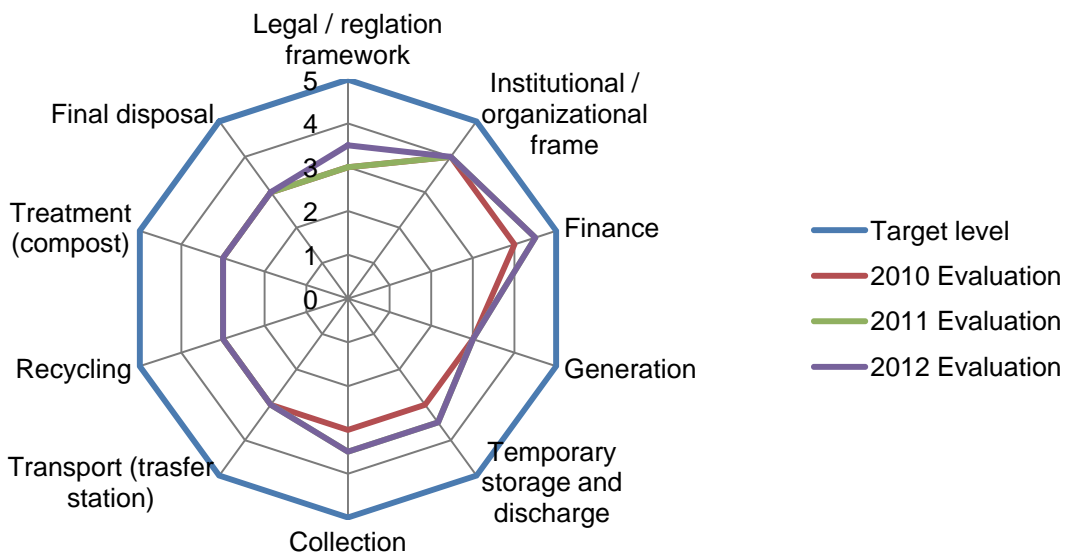 Legal / reglation
framework
Institutional /
organizational
frame
Finance
Generation
Temporary
storage and
discharge
Collection
Transport (trasfer
station)
Recycling
Treatment
(compost)
Final disposal
5
4
3
2
1
0
Target level
2010 Evaluation
2011 Evaluation
2012 Evaluation